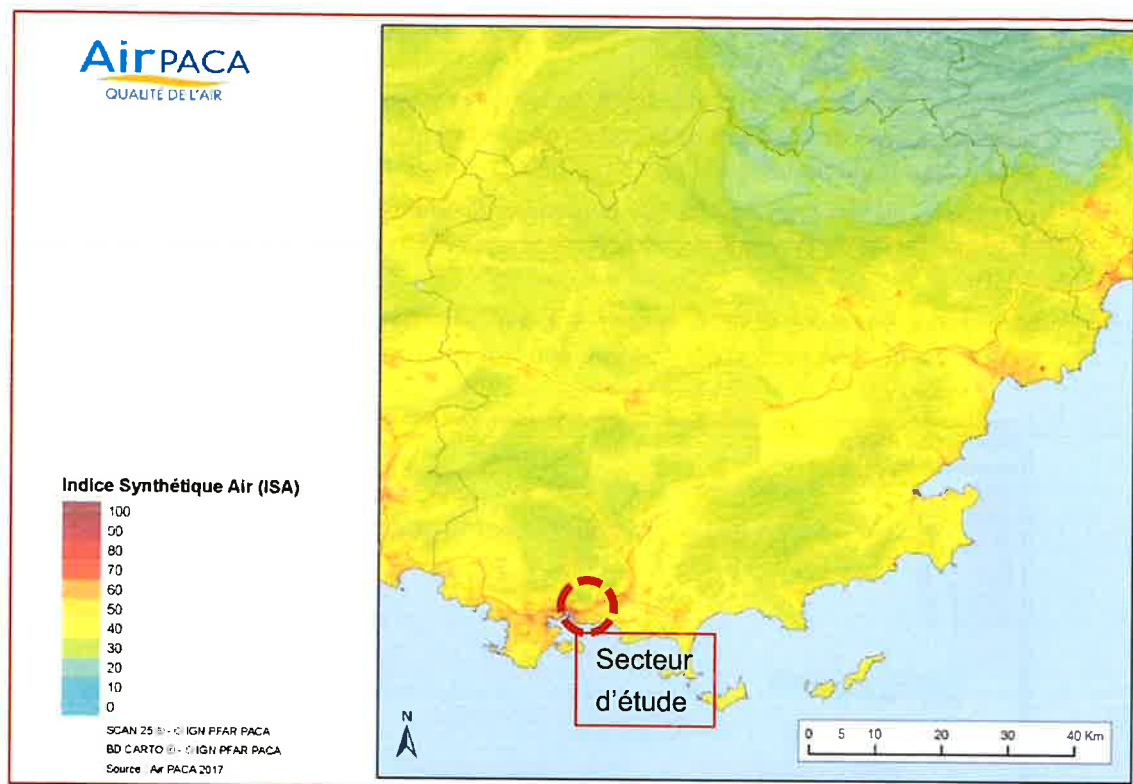 Air PACA
QUALITÉ DE L'AIR
Indice Synthétique Air (ISA)
100
90
80
70
60
50
40
30
20
10
0
SCAN 25 © - © IGN PFAR PACA
BD CARTO © - © IGN PFAR PACA
Source Air PACA 2017
Secteur
d'étude
N
0 5 10 20 30 40 Km